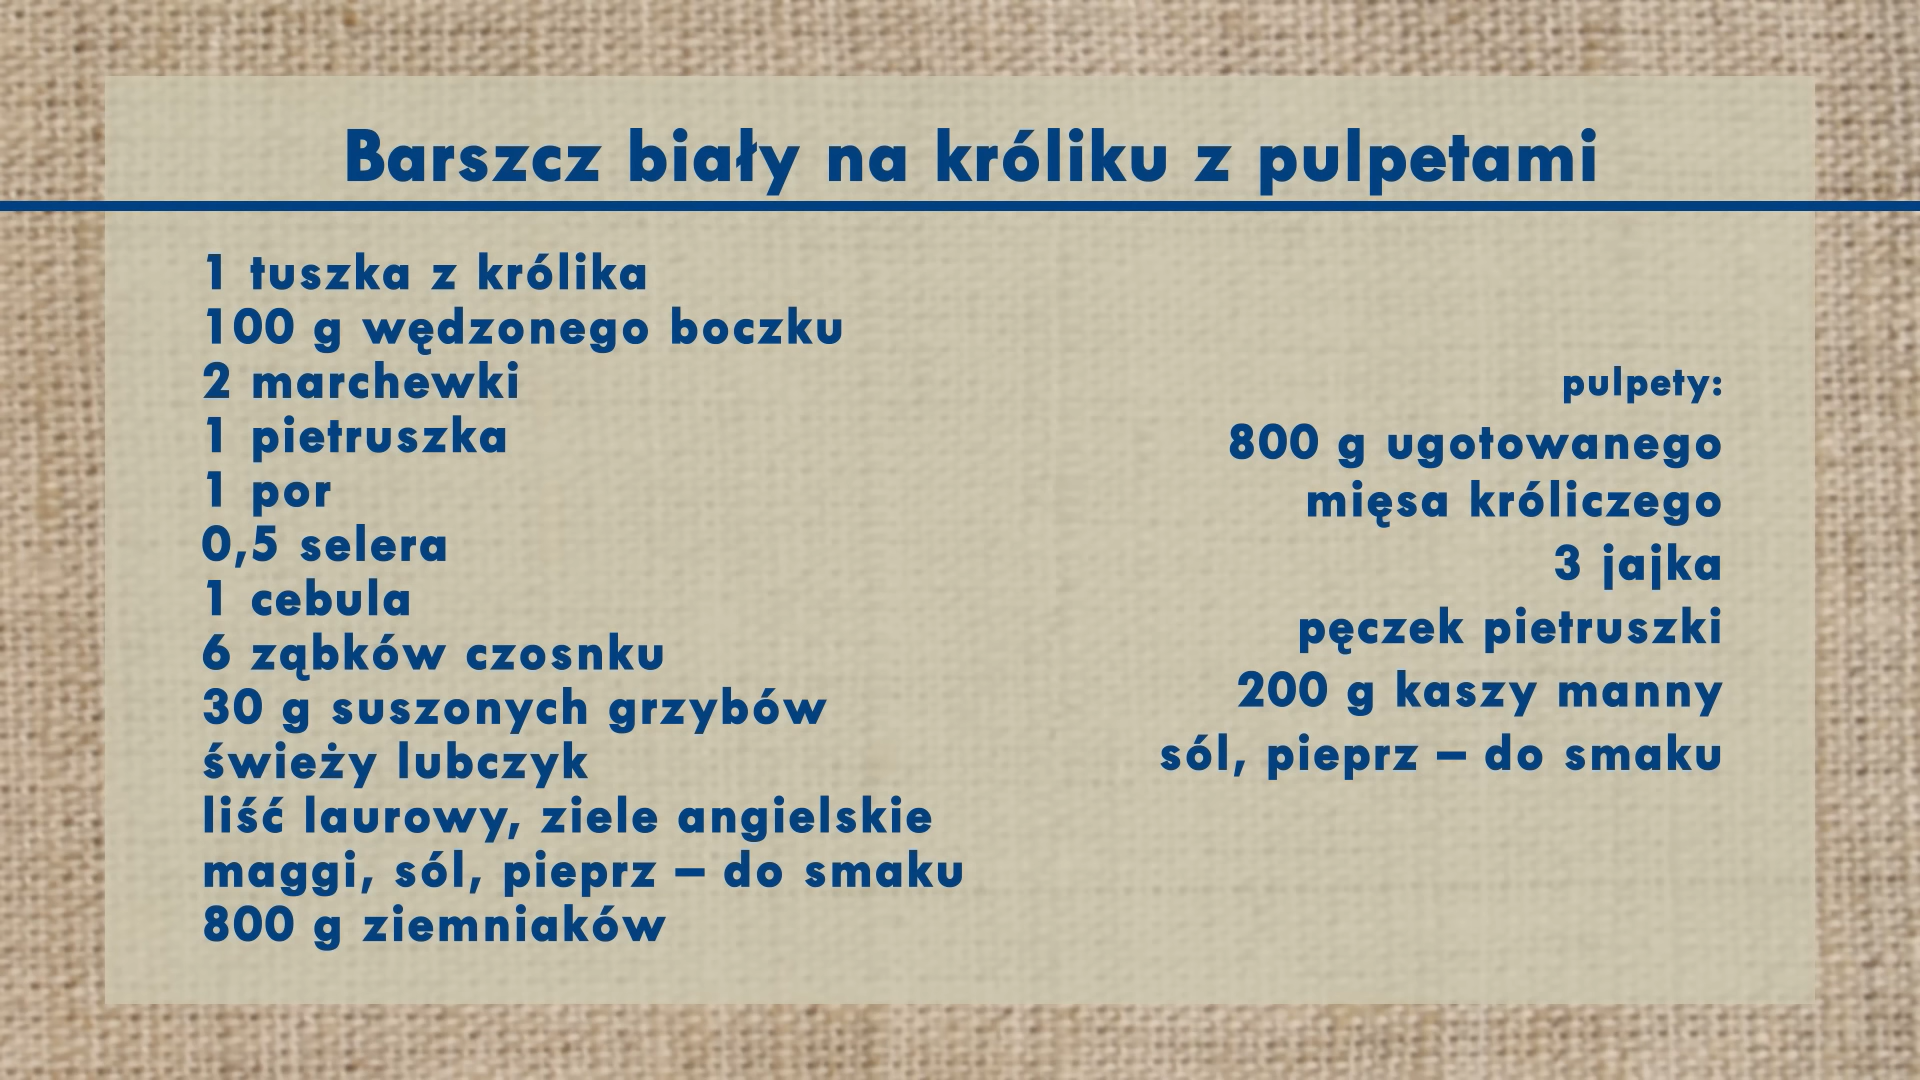 Barszcz biały na króliku z pulpetami
1 tuszka z królika
100 g wędzonego boczku
2 marchewki
1 pietruszka
1 por
0,5 selera
1 cebula
6 ząbków czosnku
30 g suszonych grzybów
świeży lubczyk
liść laurowy, ziele angielskie
maggi, sól, pieprz – do smaku
800 g ziemniaków
pulpety:
800 g ugotowanego
mięsa króliczego
3 jajka
pęczek pietruszki
200 g kaszy manny
sól, pieprz – do smaku